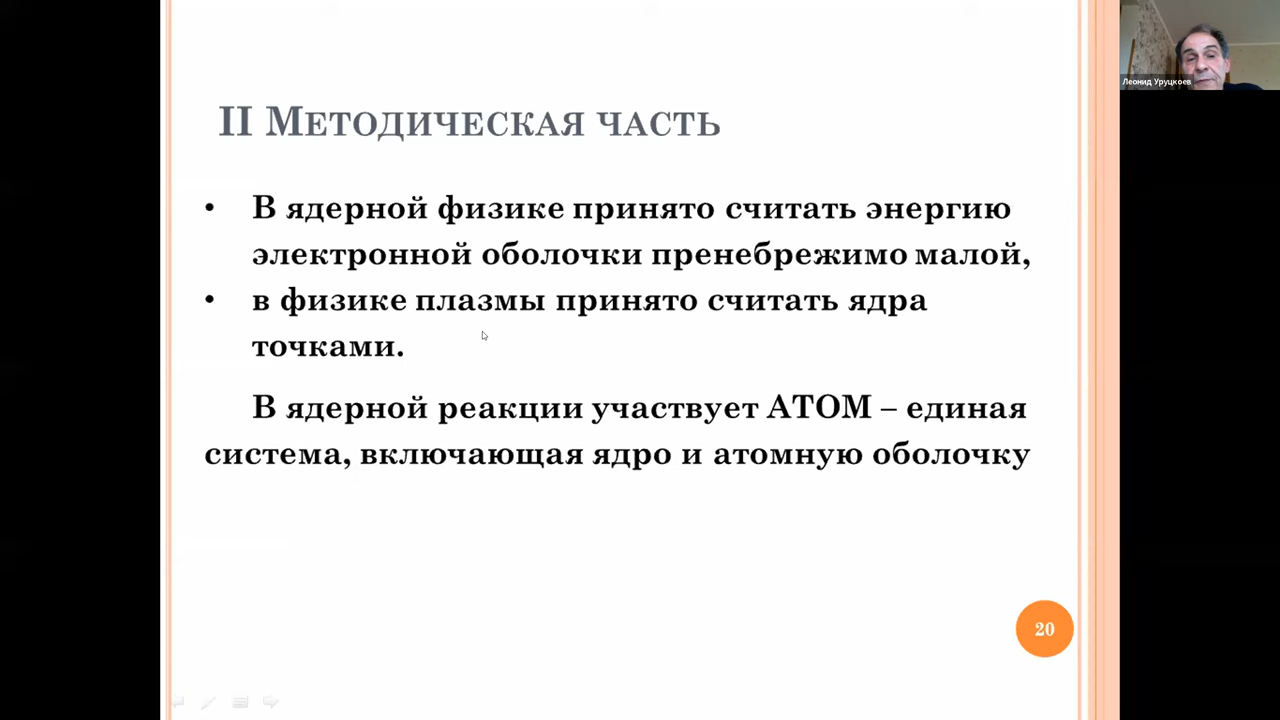 II Методическая часть
• В ядерной физике принято считать энергию
электронной оболочки пренебрежимо малой,
• в физике плазмы принято считать ядра
точками.
В ядерной реакции участвует АТОМ – единая
система, включающая ядро и атомную оболочку
20
Леонид Уруцкоев